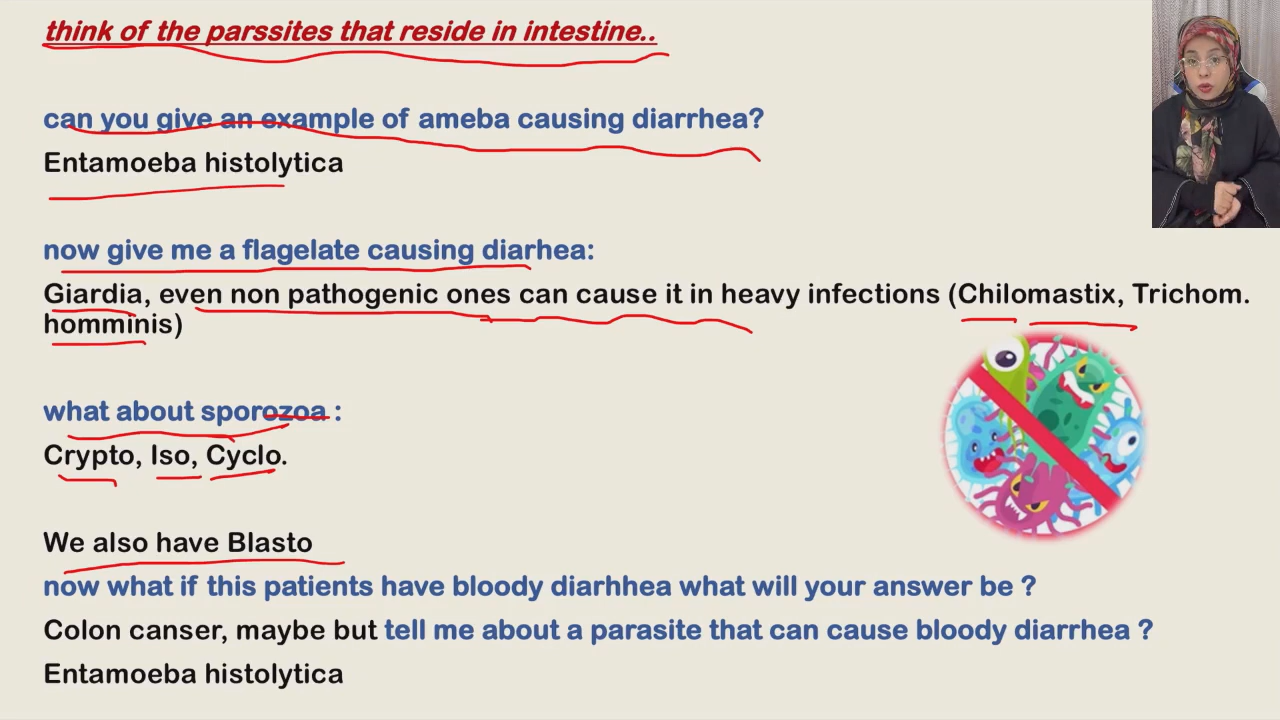 think of the parssites that reside in intestine..
can you give an example of ameba causing diarrhea?
Entamoeba histolytica
now give me a flagelate causing diarhea:
Giardia, even non pathogenic ones can cause it in heavy infections (Chilomastix, Trichom.
homminis)
what about sporozoa :
Crypto, Iso, Cyclo.
We also have Blasto
now what if this patients have bloody diarhhea what will your answer be ?
Colon canser, maybe but tell me about a parasite that can cause bloody diarrhea ?
Entamoeba histolytica